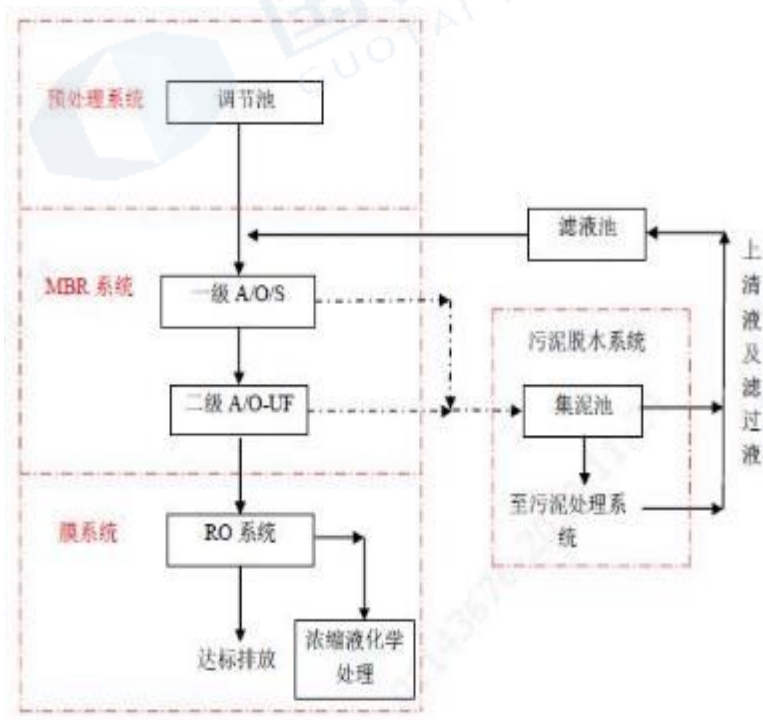 预处理系统
调节池
滤液池
MBR 系统
一级 A/O/S
污泥脱水系统
上清液及滤过液
二级 A/O-UF
集泥池
至污泥处理系
统
膜系统
RO 系统
达标排放
浓缩液化学
处理
GUOTAI